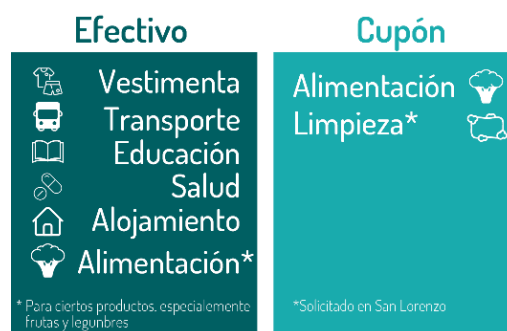 Efectivo
Vestimenta
Transporte
Educación
Salud
Alojamiento
Alimentación*
* Para ciertos productos, especialemente
frutas y legunbres
Cupón
Alimentación
Limpieza*
*Solicitado en San Lorenzo